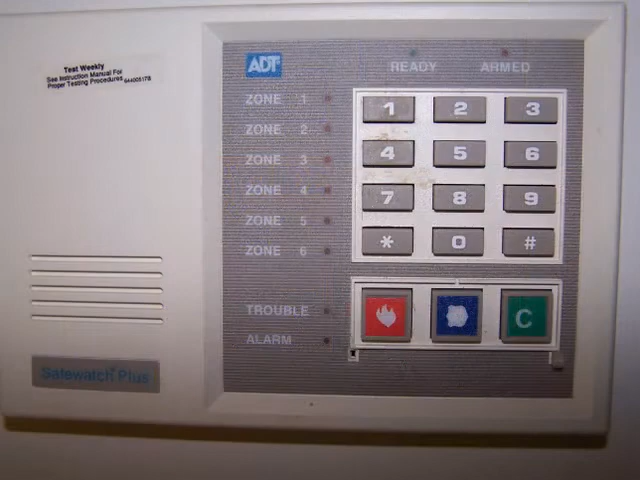 Test Weekly
See Instruction Manual For
Proper Testing Procedures
ADT
READY ARMED
ZONE 1
ZONE 2
ZONE 3
ZONE 4
ZONE 5
ZONE 6
TROUBLE
ALARM
1 2 3
4 5 6
7 8 9
* 0 #
C
Safewatch Plus